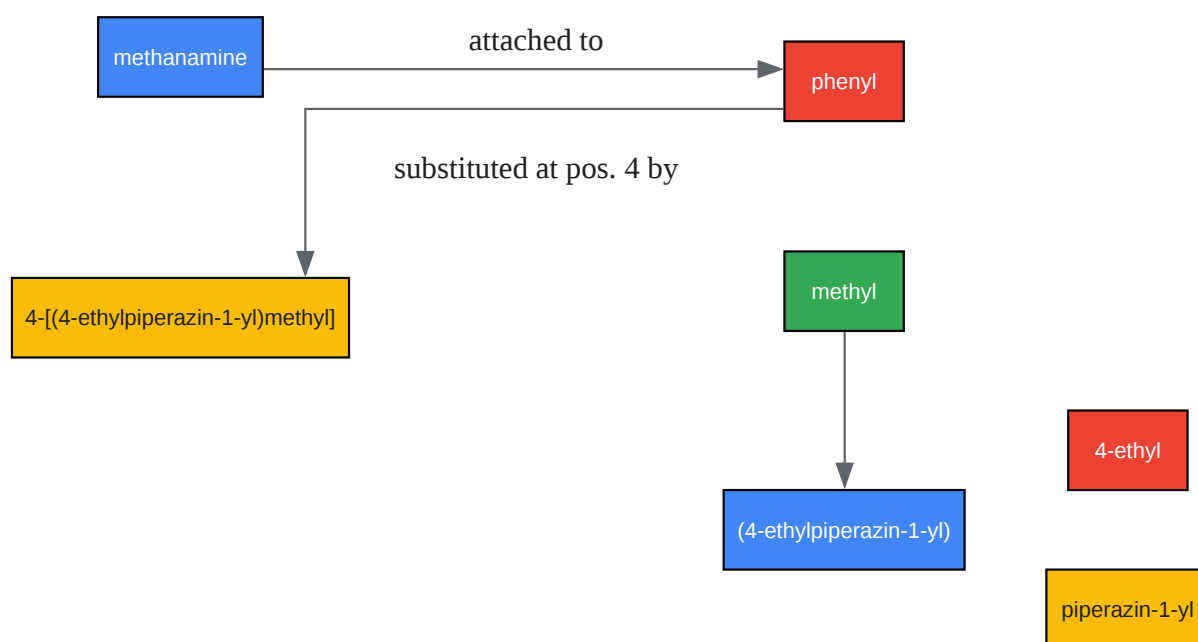 methanamine
attached to
phenyl
substituted at pos. 4 by
methyl
4-[(4-ethylpiperazin-1-yl)methyl]
4-ethyl
(4-ethylpiperazin-1-yl)
piperazin-1-yl